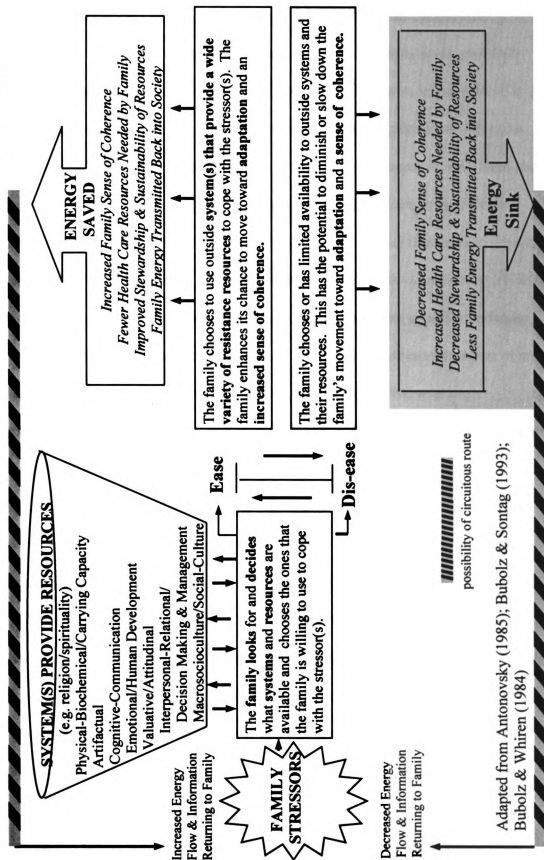 SYSTEM(S) PROVIDE RESOURCES
(e.g. religion/spirituality)
Physical-Biochemical/Carrying Capacity
Artifactual
Cognitive-Communication
Emotional/Human Development
Valuative/Attitudinal
Interpersonal-Relational/
Decision Making & Management
Macrosocioculture/Social-Culture
Increased Energy
Flow & Information
Returning to Family
FAMILY
STRESSORS
Decreased Energy
Flow & Information
Returning to Family
The family looks for and decides
what systems and resources are
available and chooses the ones that
the family is willing to use to cope
with the stressor(s).
Ease
Dis-ease
ENERGY
SAVED
Increased Family Sense of Coherence
Fewer Health Care Resources Needed by Family
Improved Stewardship & Sustainability of Resources
Family Energy Transmitted Back into Society
The family chooses to use outside system(s) that provide a wide
variety of resistance resources to cope with the stressor(s). The
family enhances its chance to move toward adaptation and an
increased sense of coherence.
The family chooses or has limited availability to outside systems and
their resources. This has the potential to diminish or slow down the
family's movement toward adaptation and a sense of coherence.
Decreased Family Sense of Coherence
Increased Health Care Resources Needed by Family
Decreased Stewardship & Sustainability of Resources
Less Family Energy Transmitted Back into Society
Energy
Sink
possibility of circuitous route
Adapted from Antonovsky (1985); Bubolz & Sontag (1993);
Bubolz & Whiren (1984)